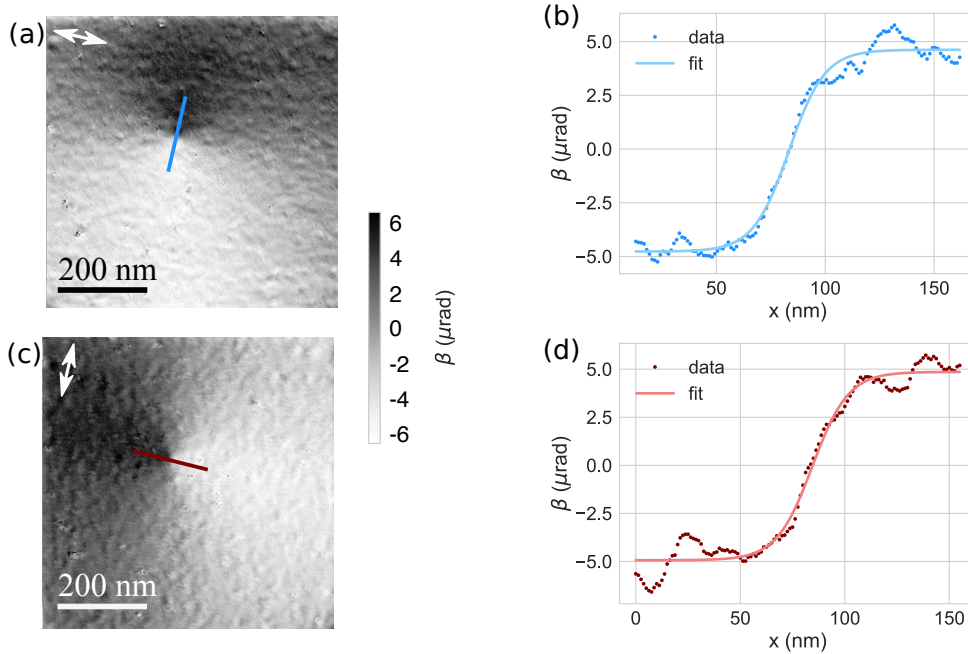 (a)
200 nm
6
4
2
0
-2
-4
-6
β (μrad)
(b)
data
fit
5.0
2.5
0.0
−2.5
−5.0
β (μrad)
50
100
150
x (nm)
(c)
200 nm
(d)
data
fit
5.0
2.5
0.0
−2.5
−5.0
β (μrad)
0
50
100
150
x (nm)